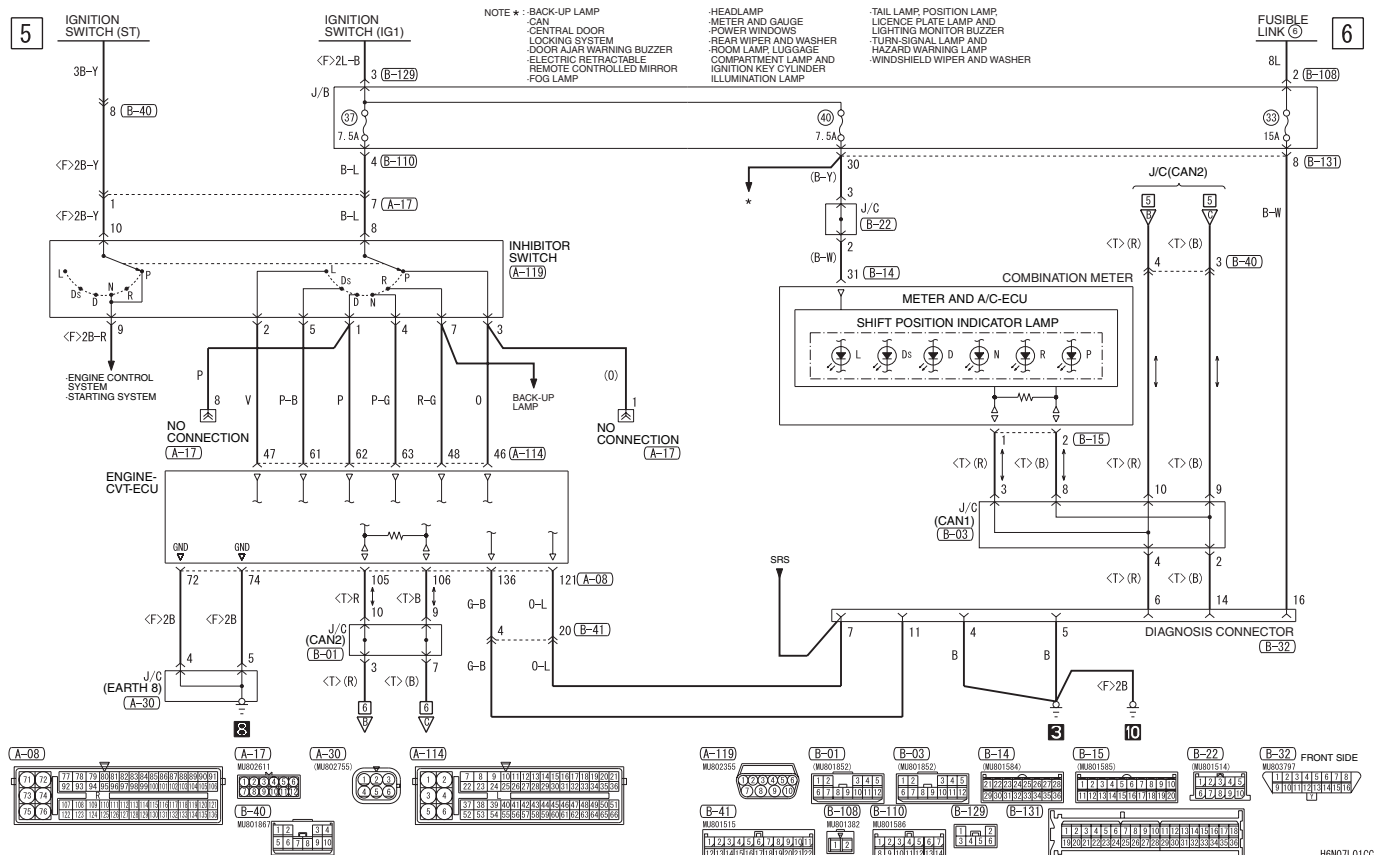 5
IGNITION
SWITCH (ST)
IGNITION
SWITCH (IG1)
NOTE * : ·BACK-UP LAMP
·CAN
·CENTRAL DOOR
LOCKING SYSTEM
·DOOR AJAR WARNING BUZZER
·ELECTRIC RETRACTABLE
REMOTE CONTROLLED MIRROR
·FOG LAMP
·HEADLAMP
·METER AND GAUGE
·POWER WINDOWS
·REAR WIPER AND WASHER
·ROOM LAMP, LUGGAGE
COMPARTMENT LAMP AND
IGNITION KEY CYLINDER
ILLUMINATION LAMP
·TAIL LAMP, POSITION LAMP,
LICENCE PLATE LAMP AND
LIGHTING MONITOR BUZZER
·TURN-SIGNAL LAMP AND
HAZARD WARNING LAMP
·WINDSHIELD WIPER AND WASHER
FUSIBLE
LINK ⑥
6
3B-Y
<F>2L-B
8L
3 B-129
2 B-108
J/B
8 B-40
37
7.5A
40
7.5A
33
15A
<F>2B-Y
4 B-110
B-L
30
(B-Y)
8 B-131
*
J/C(CAN2)
1
7 A-17
3
J/C
B-22
5 B
5 C
B-W
<F>2B-Y
B-L
10
8
2
(B-W)
<T>(R)
<T>(B)
INHIBITOR
SWITCH
A-119
31 B-14
4
3 B-40
COMBINATION METER
METER AND A/C-ECU
SHIFT POSITION INDICATOR LAMP
L Ds D N R P
L Ds D N R P
L Ds D N R P
9
2 5 1 4 7 3
<F>2B-R
·ENGINE CONTROL
SYSTEM
·STARTING SYSTEM
P
8
NO
CONNECTION
A-17
V P-B P P-G R-G O
BACK-UP
LAMP
(O)
1
NO
CONNECTION
A-17
1
2 B-15
<T>(R) <T>(B) <T>(R) <T>(B)
47 61 62 63 48 46 A-114
ENGINE-
CVT-ECU
3 8 10 9
J/C
(CAN1)
B-03
GND GND
SRS
4 2
<T>(R) <T>(B)
72 74 105 106 136 121 A-08
<F>2B <F>2B <T>R <T>B G-B O-L
10 9
J/C
(CAN2)
B-01
4
20 B-41
6 14 16
7 11 4 5
DIAGNOSIS CONNECTOR
B-32
4 5
J/C
(EARTH 8)
A-30
3 7
<T>(R) <T>(B)
G-B O-L
B B
<F>2B
8
6 B
6 C
3
10
A-08
A-17
MU802611
A-30
(MU802755)
A-114
A-119
MU802355
B-01
(MU801852)
B-03
(MU801852)
B-14
(MU801584)
B-15
(MU801585)
B-22
(MU801514)
B-32 FRONT SIDE
MU803797
B-40
MU801867
B-41
MU801515
B-108
MU801382
B-110
MU801586
B-129
B-131
H6N07L01CC